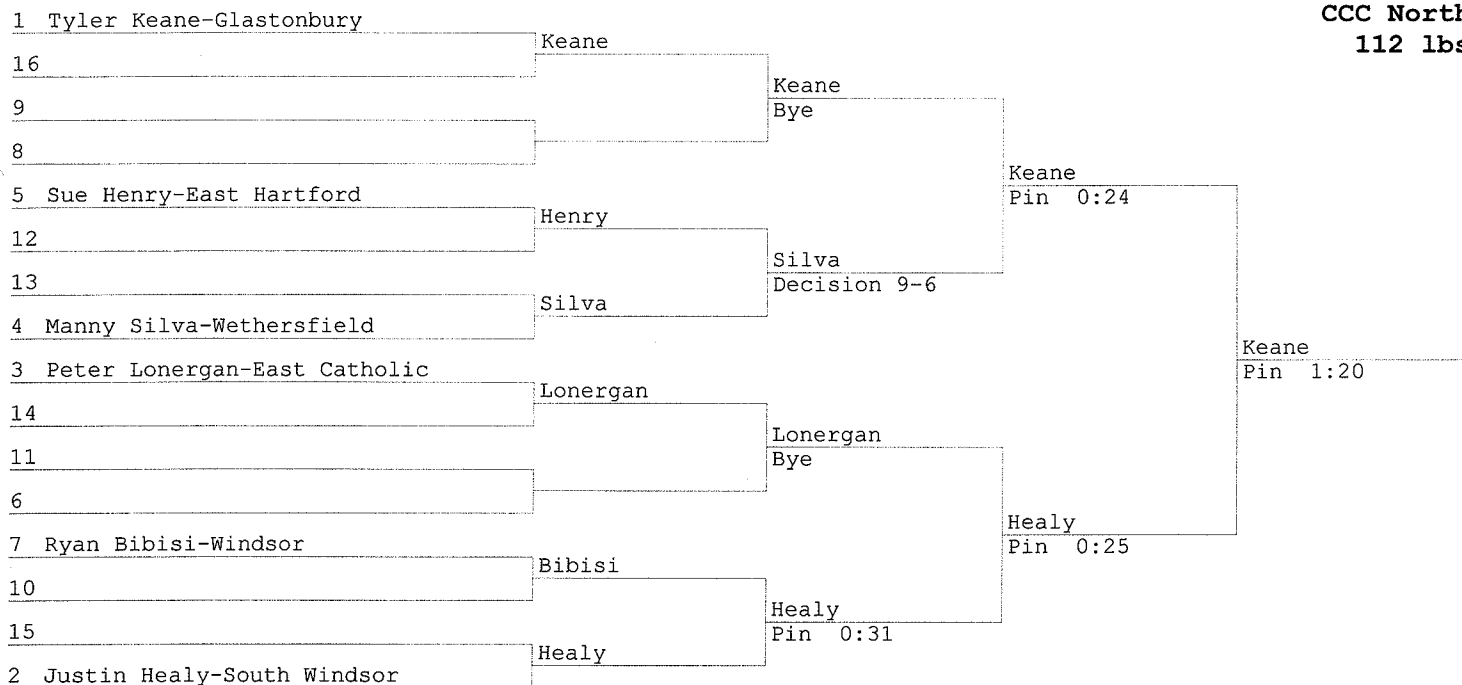 CCC North
112 lbs
1 Tyler Keane-Glastonbury
16
9
8
5 Sue Henry-East Hartford
12
13
4 Manny Silva-Wethersfield
3 Peter Lonergan-East Catholic
14
11
6
7 Ryan Bibisi-Windsor
10
15
2 Justin Healy-South Windsor
Keane
Henry
Silva
Lonergan
Bibisi
Healy
Keane
Bye
Silva
Decision 9-6
Lonergan
Bye
Healy
Pin 0:31
Keane
Pin 0:24
Healy
Pin 0:25
Keane
Pin 1:20